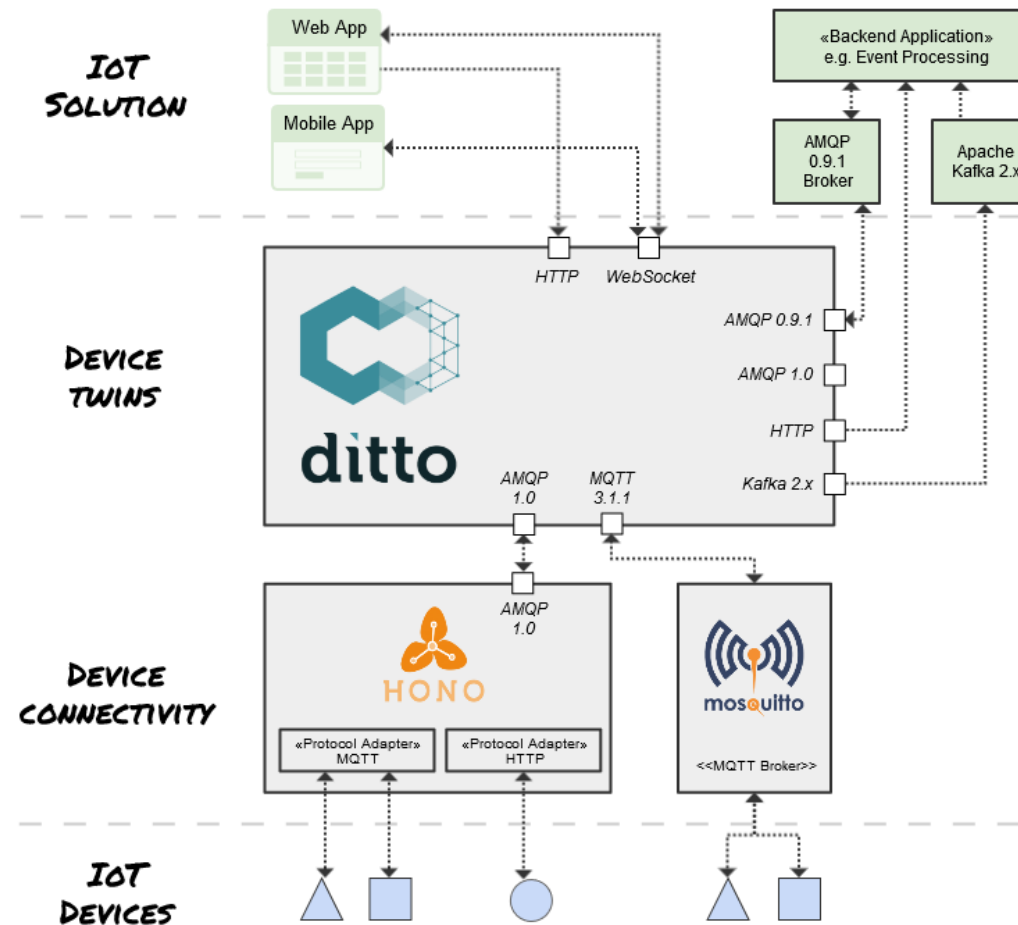 IoT
Solution
Web App
Mobile App
«Backend Application»
e.g. Event Processing
AMQP
0.9.1
Broker
Apache
Kafka 2.x
Device
twins
HTTP
WebSocket
AMQP 0.9.1
AMQP 1.0
HTTP
Kafka 2.x
ditto
AMQP
1.0
MQTT
3.1.1
Device
connectivity
AMQP
1.0
HONO
«Protocol Adapter»
MQTT
«Protocol Adapter»
HTTP
mosquitto
<<MQTT Broker>>
IoT
Devices